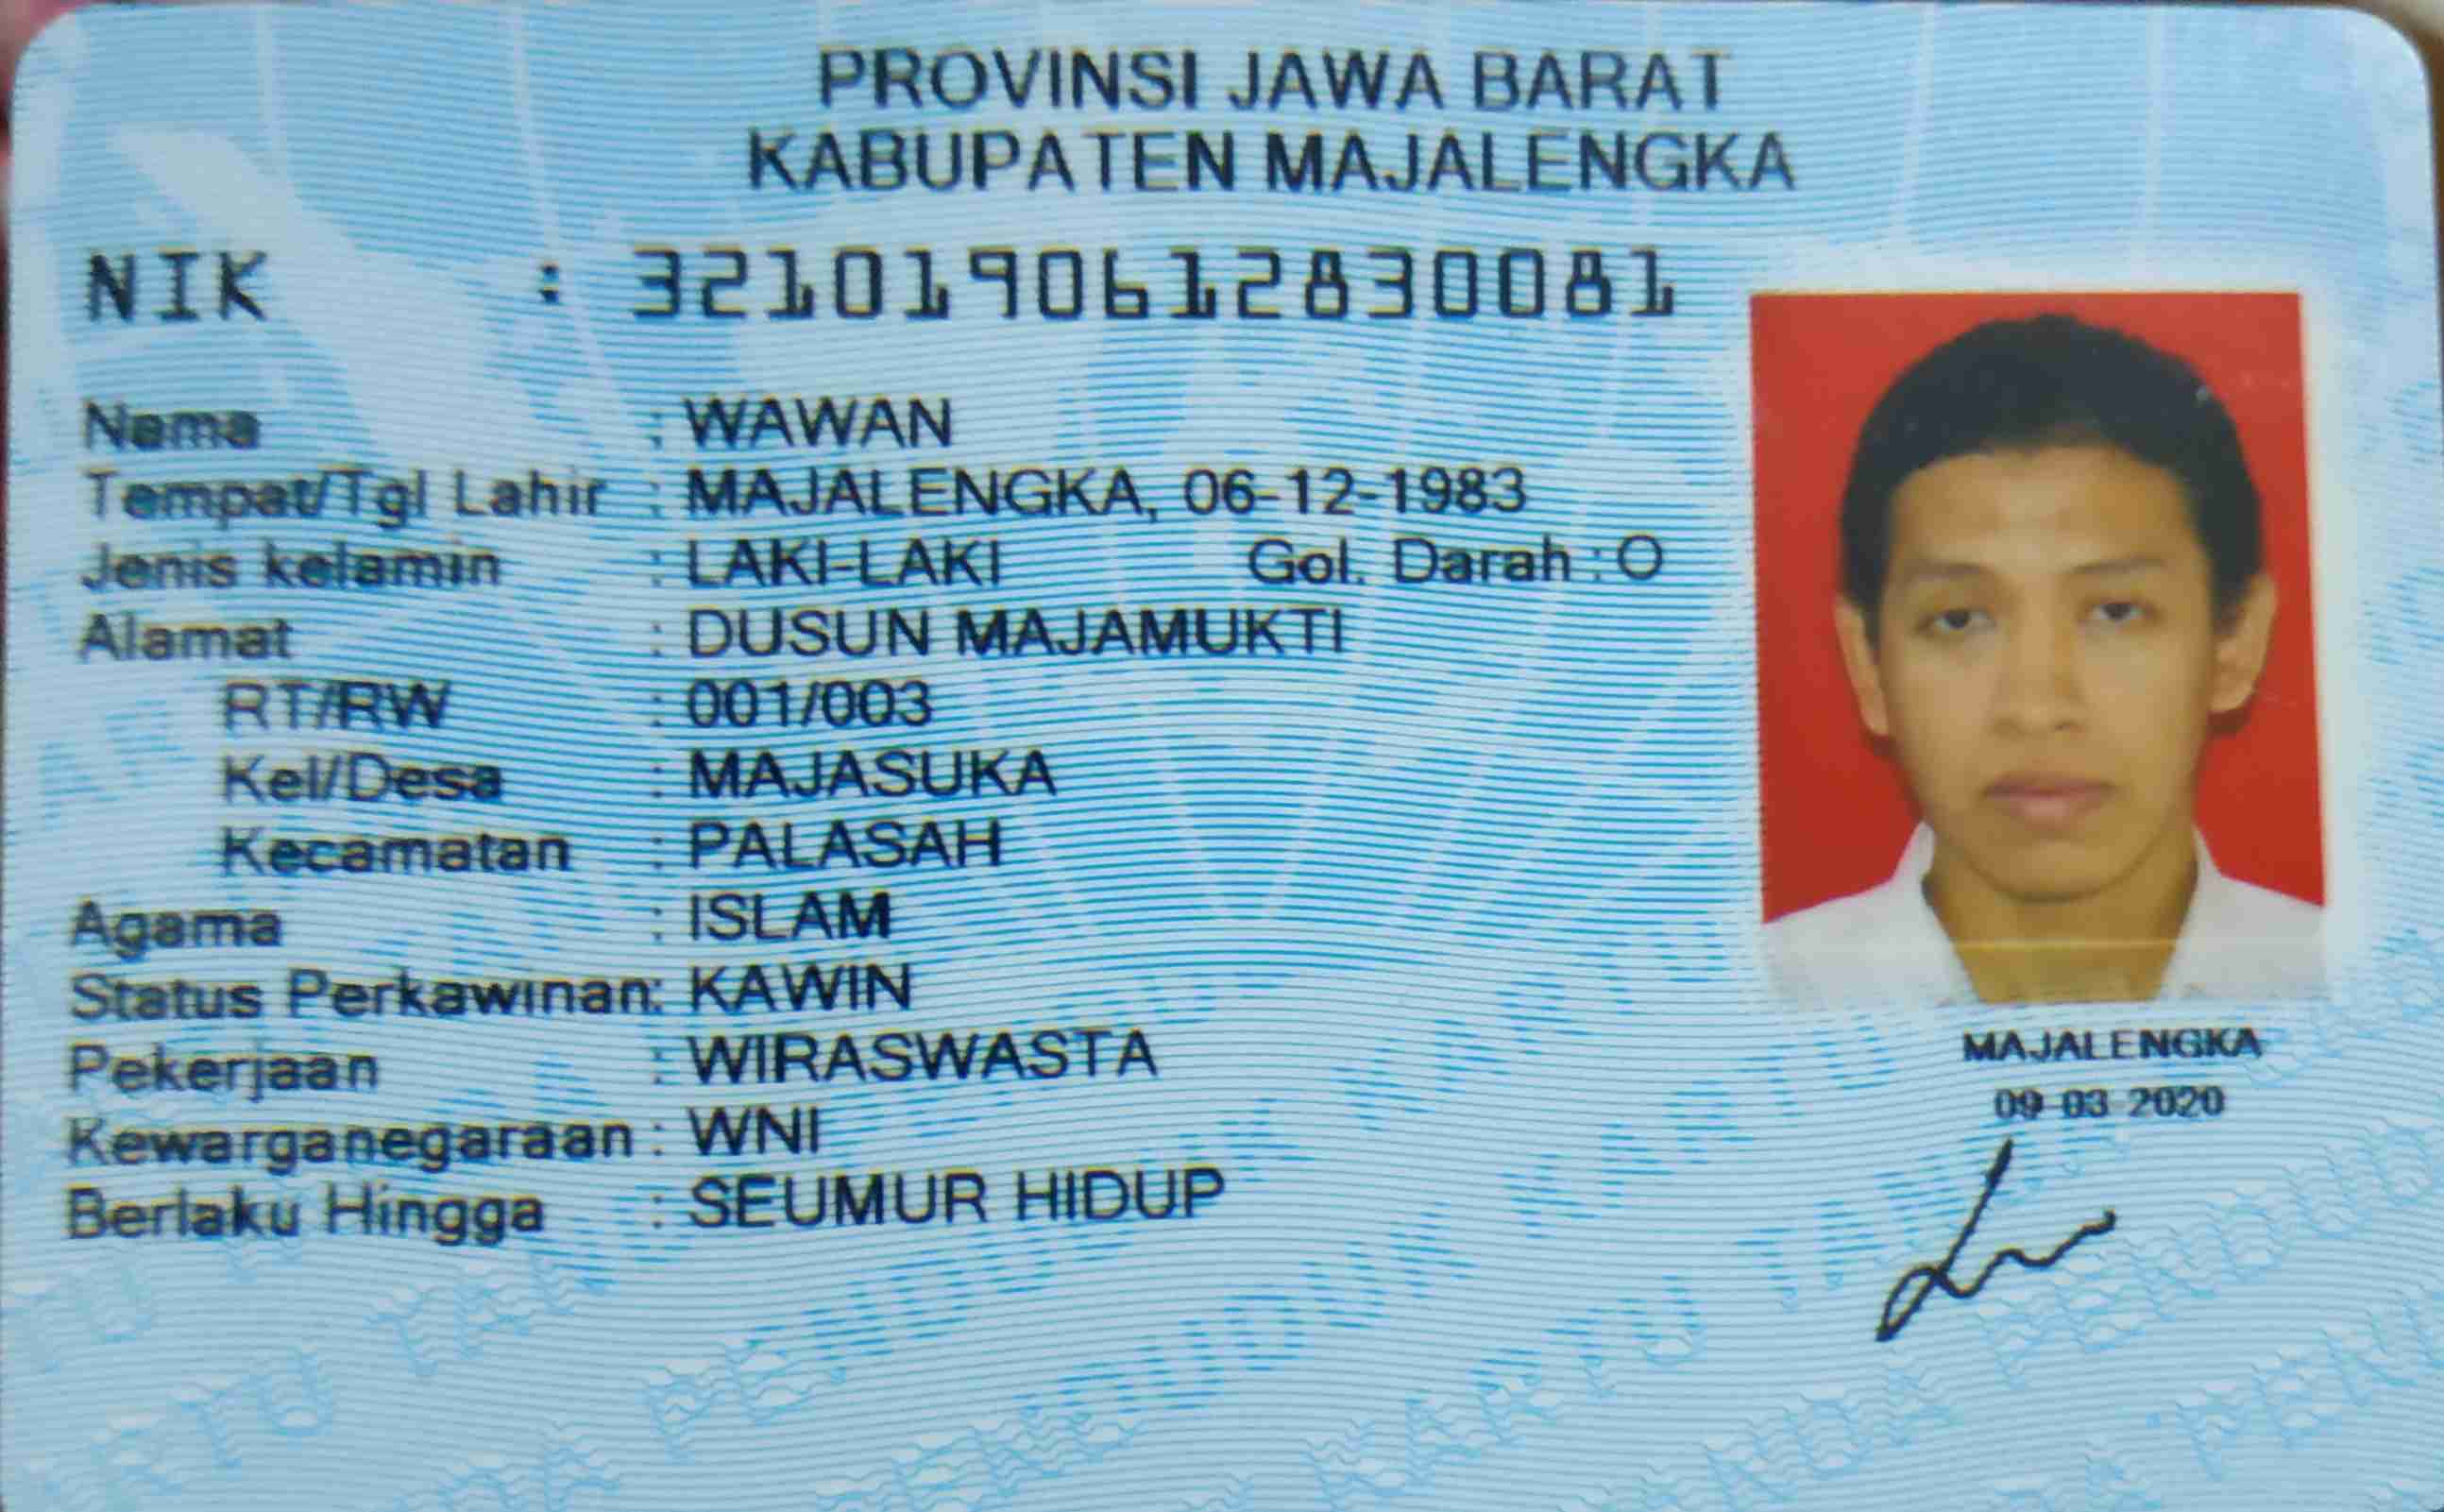 PROVINSI JAWA BARAT
KABUPATEN MAJALENGKA
NIK : 3210190612830081
Nama : WAWAN
Tempat/Tgl Lahir : MAJALENGKA, 06-12-1983
Jenis kelamin : LAKI-LAKI Gol. Darah : O
Alamat : DUSUN MAJAMUKTI
RT/RW : 001/003
Kel/Desa : MAJASUKA
Kecamatan : PALASAH
Agama : ISLAM
Status Perkawinan: KAWIN
Pekerjaan : WIRASWASTA
Kewarganegaraan : WNI
Berlaku Hingga : SEUMUR HIDUP
MAJALENGKA
09-03-2020